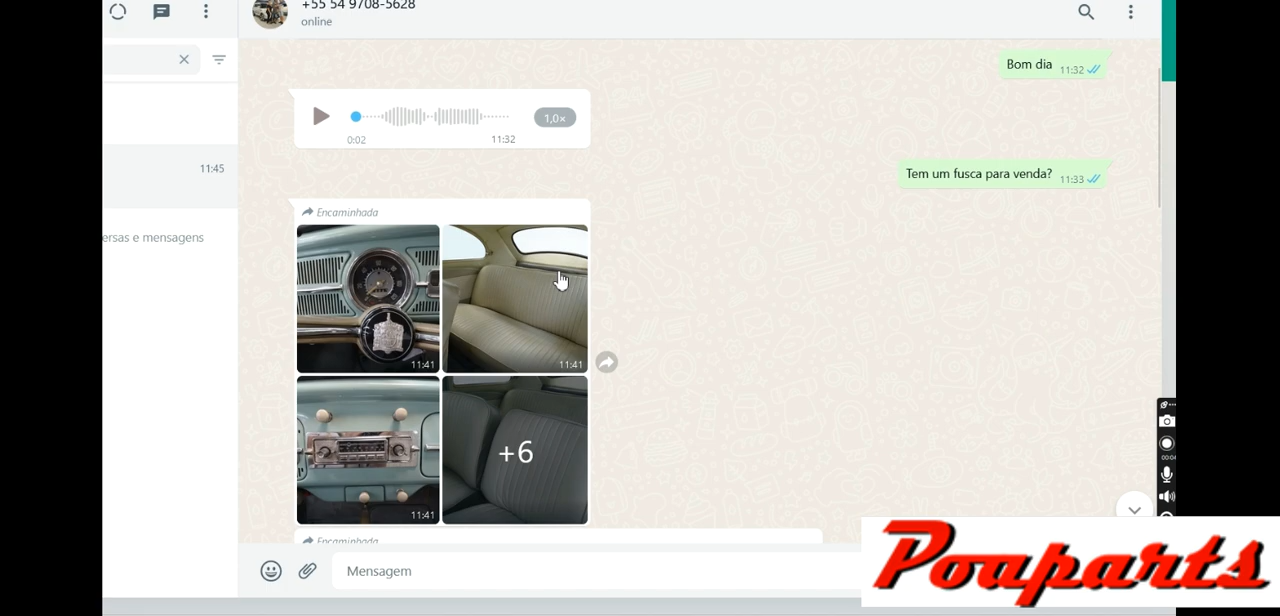 +55 54 9708-5628
online
Bom dia 11:32
1,0×
0:02 11:32
11:45
Tem um fusca para venda? 11:33
Encaminhada
ersas e mensagens
11:41 11:41
+6
11:41
Encaminhada
Mensagem
Poaparts